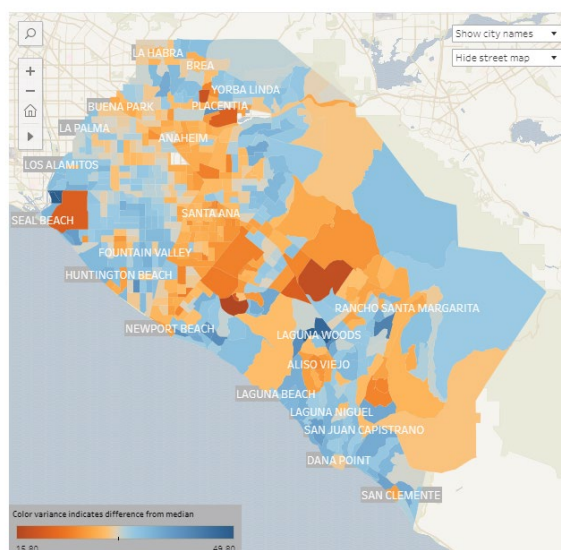 Show city names
Hide street map
LA HABRA
BREA
YORBA LINDA
BUENA PARK
PLACENTIA
LA PALMA
ANAHEIM
LOS ALAMITOS
SANTA ANA
SEAL BEACH
FOUNTAIN VALLEY
HUNTINGTON BEACH
RANCHO SANTA MARGARITA
NEWPORT BEACH
LAGUNA WOODS
ALISO VIEJO
LAGUNA BEACH
LAGUNA NIGUEL
SAN JUAN CAPISTRANO
DANA POINT
SAN CLEMENTE
Color variance indicates difference from median
15.80
49.80